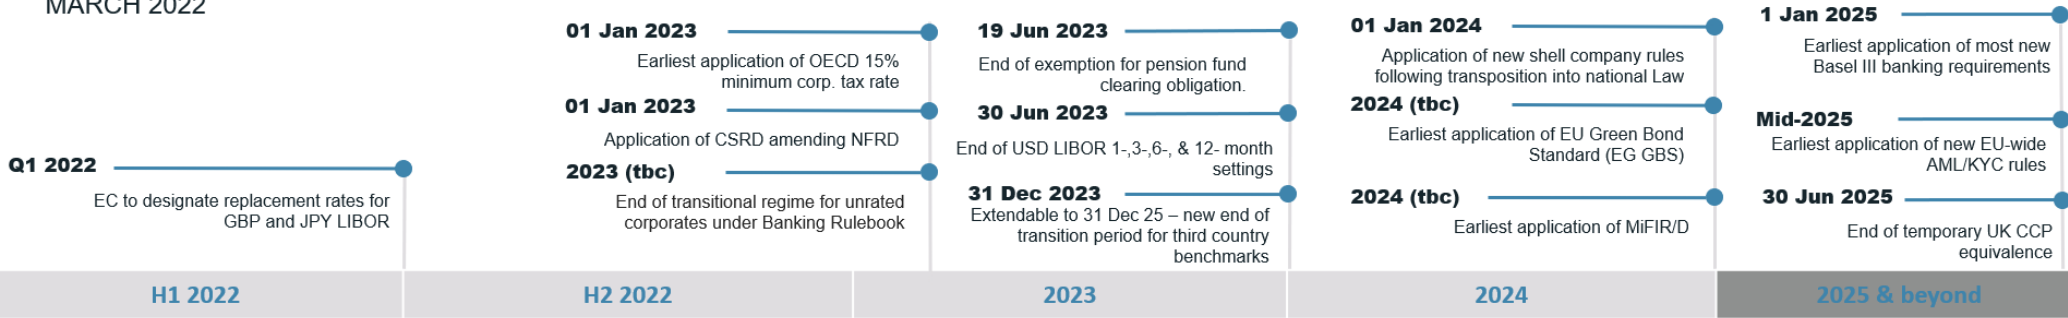 MARCH 2022
Q1 2022
EC to designate replacement rates for
GBP and JPY LIBOR
01 Jan 2023
Earliest application of OECD 15%
minimum corp. tax rate
01 Jan 2023
Application of CSRD amending NFRD
2023 (tbc)
End of transitional regime for unrated
corporates under Banking Rulebook
19 Jun 2023
End of exemption for pension fund
clearing obligation.
30 Jun 2023
End of USD LIBOR 1-,3-,6-, & 12- month
settings
31 Dec 2023
Extendable to 31 Dec 25 – new end of
transition period for third country
benchmarks
01 Jan 2024
Application of new shell company rules
following transposition into national Law
2024 (tbc)
Earliest application of EU Green Bond
Standard (EG GBS)
2024 (tbc)
Earliest application of MiFIR/D
1 Jan 2025
Earliest application of most new
Basel III banking requirements
Mid-2025
Earliest application of new EU-wide
AML/KYC rules
30 Jun 2025
End of temporary UK CCP
equivalence
H1 2022
H2 2022
2023
2024
2025 & beyond